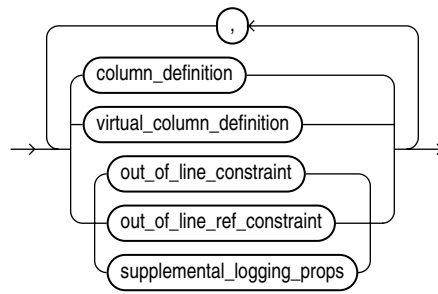 ,
column_definition
virtual_column_definition
out_of_line_constraint
out_of_line_ref_constraint
supplemental_logging_props